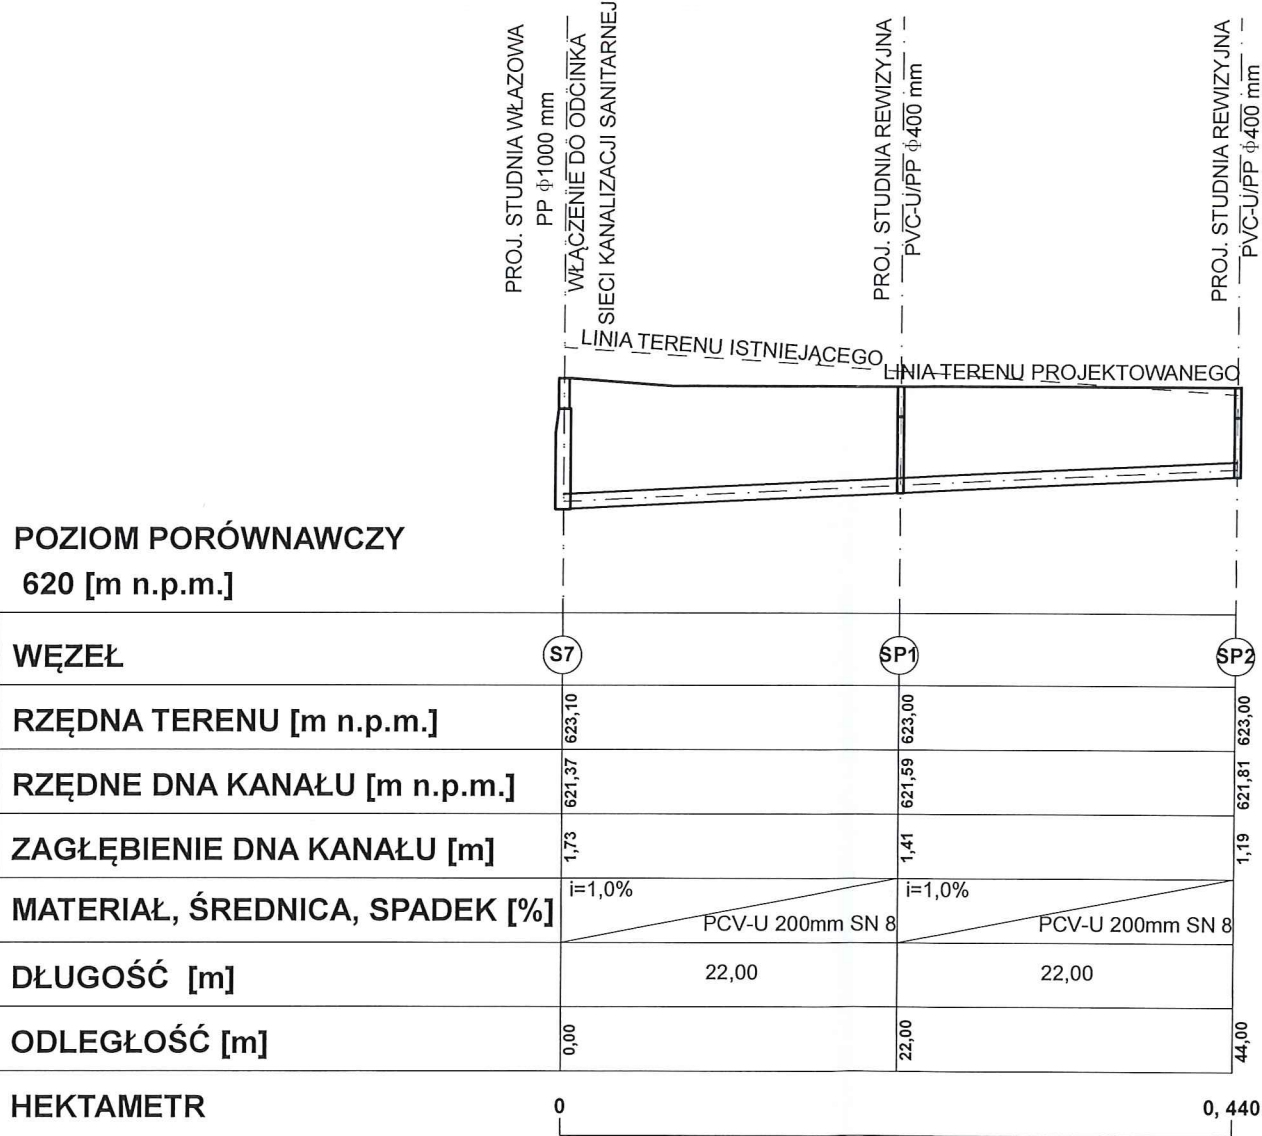 PROJ. STUDNIA WŁAZOWA
PP ф1000 mm
WŁĄCZENIE DO ODCINKA
SIECI KANALIZACJI SANITARNEJ
PROJ. STUDNIA REWIZYJNA
PVC-U/PP ф400 mm
PROJ. STUDNIA REWIZYJNA
PVC-U/PP ф400 mm
LINIA TERENU ISTNIEJĄCEGO
LINIA TERENU PROJEKTOWANEGO
POZIOM PORÓWNAWCZY
620 [m n.p.m.]
WĘZEŁ S7 SP1 SP2
RZĘDNA TERENU [m n.p.m.] 623,10 623,00 623,00
RZĘDNE DNA KANAŁU [m n.p.m.] 621,37 621,59 621,81
ZAGŁĘBIENIE DNA KANAŁU [m] 1,73 1,41 1,19
MATERIAŁ, ŚREDNICA, SPADEK [%] i=1,0% PCV-U 200mm SN 8 i=1,0% PCV-U 200mm SN 8
DŁUGOŚĆ [m] 22,00 22,00
ODLEGŁOŚĆ [m] 0,00 22,00 44,00
HEKTAMETR 0 0, 440